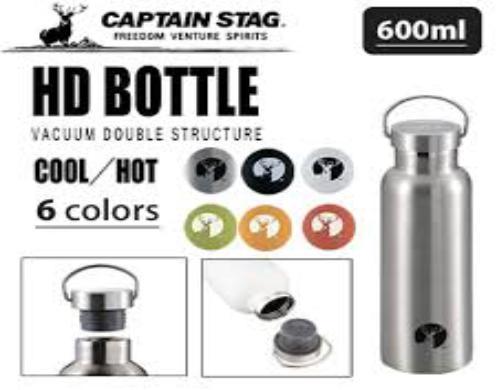 CAPTAIN STAG.
FREEDOM VENTURE SPIRITS
600ml
HD BOTTLE
VACUUM DOUBLE STRUCTURE
COOL/HOT
6 colors